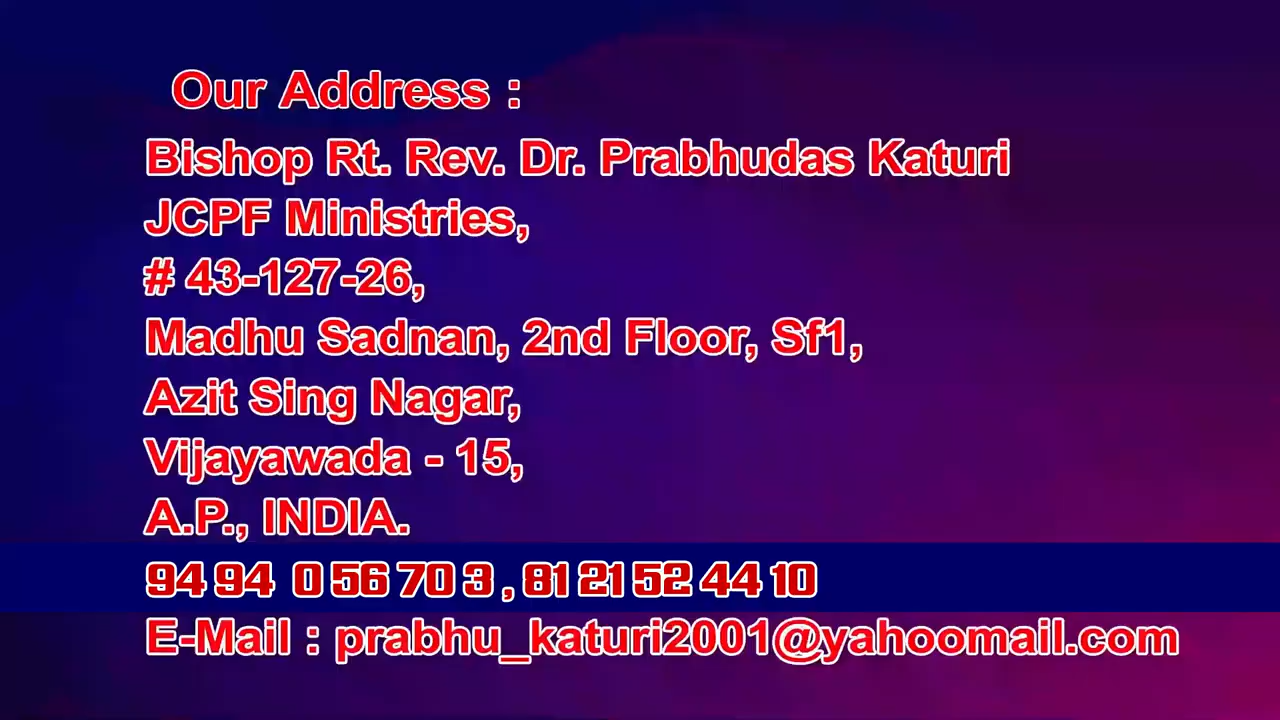 Our Address :
Bishop Rt. Rev. Dr. Prabhudas Katuri
JCPF Ministries,
# 43-127-26,
Madhu Sadnan, 2nd Floor, Sf1,
Azit Sing Nagar,
Vijayawada - 15,
A.P., INDIA.
94 94 0 56 70 3 , 81 21 52 44 10
E-Mail : prabhu_katuri2001@yahoomail.com